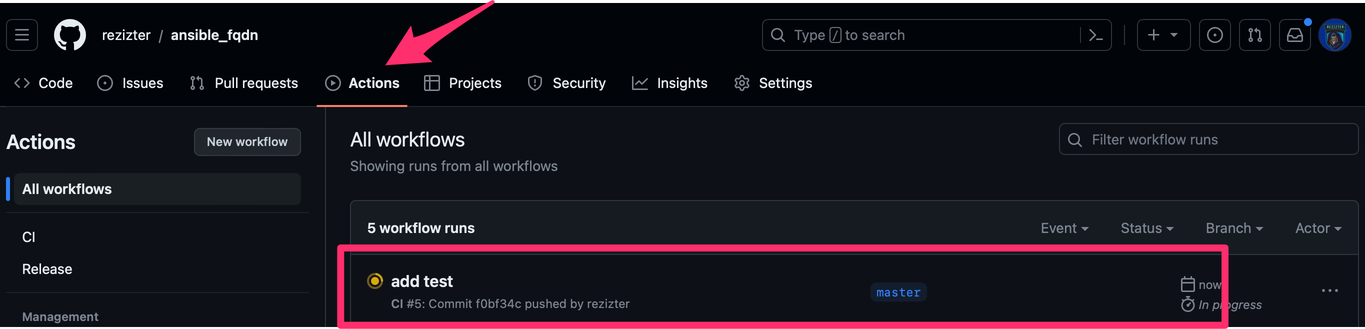 rezizter / ansible_fqdn
Type / to search
Code Issues Pull requests Actions Projects Security Insights Settings
Actions
New workflow
All workflows
CI
Release
Management
All workflows
Showing runs from all workflows
Filter workflow runs
5 workflow runs
Event Status Branch Actor
add test
CI #5: Commit f0bf34c pushed by rezizter
master
now
In progress